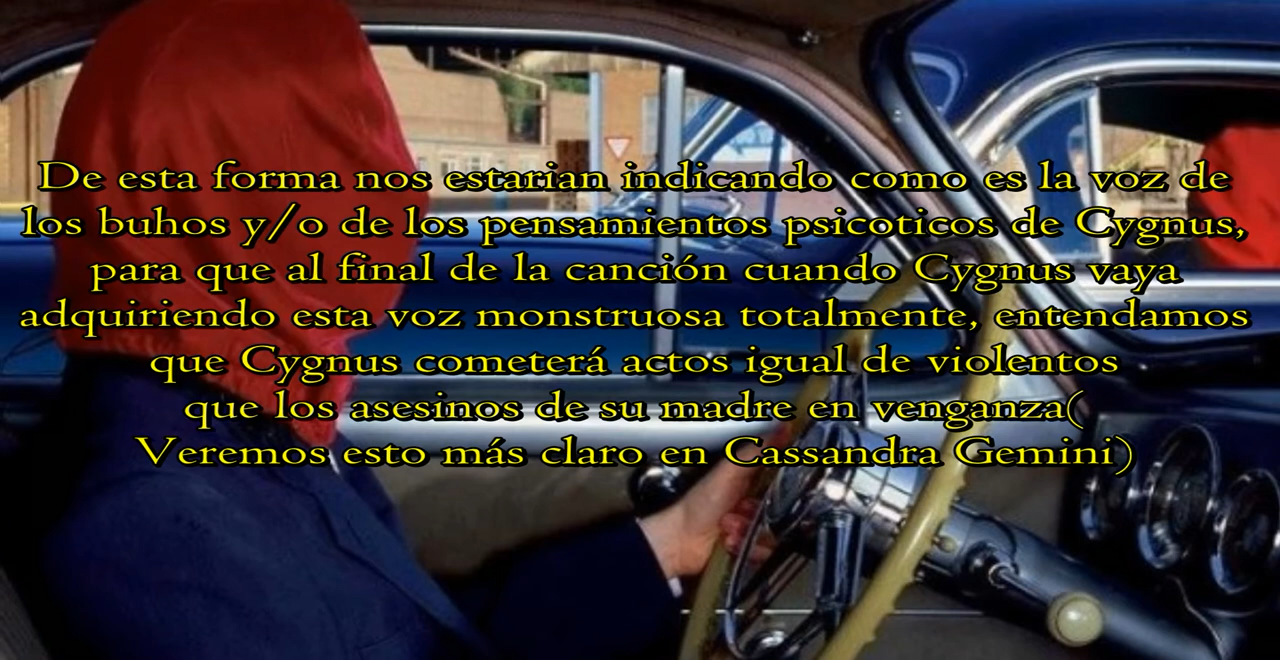 De esta forma nos estarian indicando como es la voz de
los buhos y/o de los pensamientos psicoticos de Cygnus,
para que al final de la canción cuando Cygnus vaya
adquiriendo esta voz monstruosa totalmente, entendamos
que Cygnus cometerá actos igual de violentos
que los asesinos de su madre en venganza(
Veremos esto más claro en Cassandra Gemini)